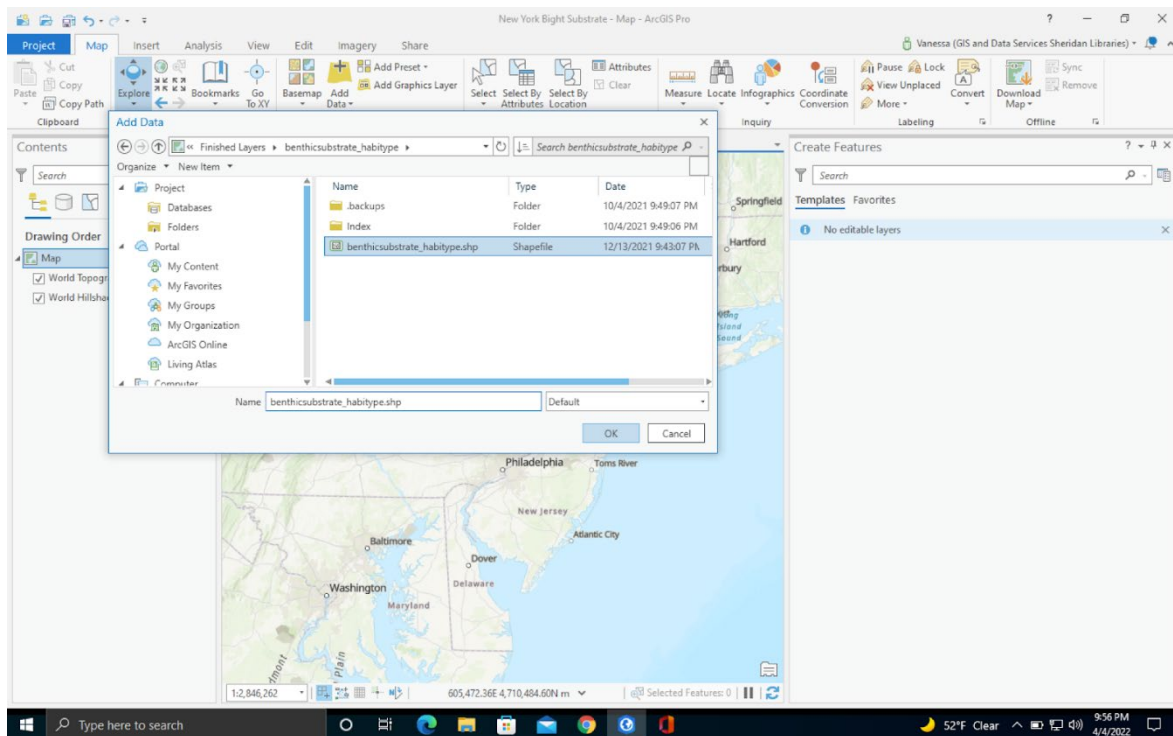 New York Bight Substrate - Map - ArcGIS Pro
Project Map Insert Analysis View Edit Imagery Share
Vanessa (GIS and Data Services Sheridan Libraries)
Cut
Copy
Paste
Copy Path
Clipboard
Explore
Bookmarks
Go To XY
Basemap
Add Data
Add Preset
Add Graphics Layer
Select
Select By Attributes
Select By Location
Attributes
Clear
Measure
Locate
Infographics
Coordinate Conversion
Inquiry
Pause
Lock
View Unplaced
More
Convert
Labeling
Download Map
Sync
Remove
Offline
Contents
Search
Drawing Order
Map
World Topogr
World Hillsha
Add Data
Finished Layers benthicsubstrate_habitype
Search benthicsubstrate_habitype
Organize New Item
Project
Databases
Folders
Portal
My Content
My Favorites
My Groups
My Organization
ArcGIS Online
Living Atlas
Computer
Name Type Date
.backups Folder 10/4/2021 9:49:07 PM
Index Folder 10/4/2021 9:49:06 PM
benthicsubstrate_habitype.shp Shapefile 12/13/2021 9:43:07 PM
Name benthicsubstrate_habitype.shp Default
OK Cancel
Springfield
Hartford
rbury
Island
Sound
Philadelphia
Toms River
New Jersey
Atlantic City
Baltimore
Dover
Washington
Delaware
Maryland
Create Features
Search
Templates Favorites
No editable layers
1:2,846,262
605,472.36E 4,710,484.60N m
Selected Features: 0
Type here to search
52°F Clear
9:56 PM
4/4/2022